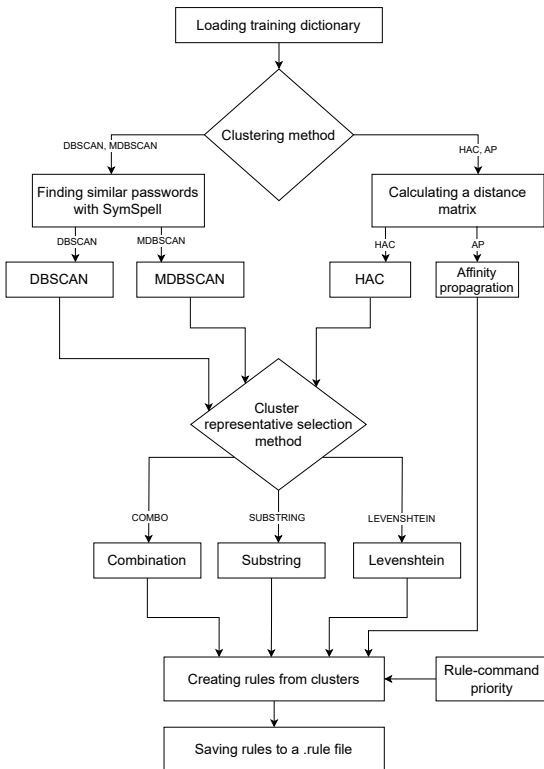 Loading training dictionary
Clustering method
DBSCAN, MDBSCAN
HAC, AP
Finding similar passwords
with SymSpell
Calculating a distance
matrix
DBSCAN
MDBSCAN
HAC
AP
DBSCAN
MDBSCAN
HAC
Affinity
propagration
Cluster
representative selection
method
COMBO
SUBSTRING
LEVENSHTEIN
Combination
Substring
Levenshtein
Creating rules from clusters
Rule-command
priority
Saving rules to a .rule file